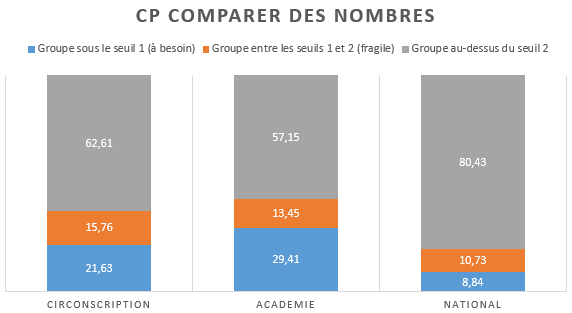 CP COMPARER DES NOMBRES
Groupe sous le seuil 1 (à besoin) Groupe entre les seuils 1 et 2 (fragile) Groupe au-dessus du seuil 2
62,61 57,15 80,43
15,76 13,45 10,73
21,63 29,41 8,84
CIRCONSCRIPTION ACADEMIE NATIONAL